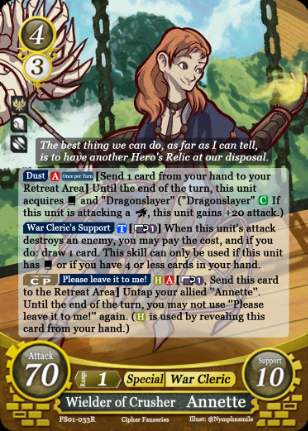 4
3
The best thing we can do, as far as I can tell,
is to have another Hero's Relic at our disposal.
Dust A Once per Turn [Send 1 card from your hand to your
Retreat Area] Until the end of the turn, this unit
acquires and "Dragonslayer" ("Dragonslayer" C If
this unit is attacking a , this unit gains +20 attack.)
War Cleric's Support T [1] When this unit's attack
destroys an enemy, you may pay the cost, and if you
do: draw 1 card. This skill can only be used if this unit
has or if you have 4 or less cards in your hand.
C P Please leave it to me! H A [1, Send this card
to the Retreat Area] Untap your allied "Annette".
Until the end of the turn, you may not use "Please
leave it to me!" again. (H is used by revealing this
card from your hand.)
Attack
70
Range
1
Special War Cleric
Support
10
Wielder of Crusher Annette
PS01-033R Cipher Fanseries Illust: @Nymphasmile